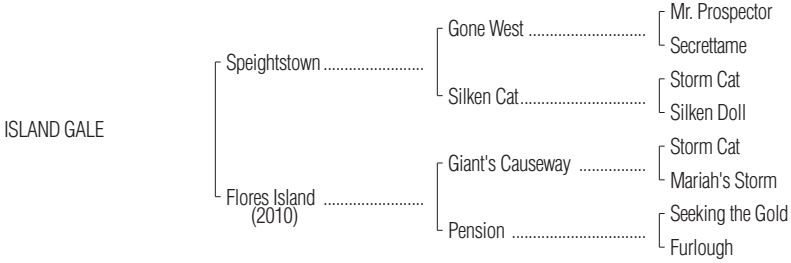 Mr. Prospector
Gone West ..............................
Secrettame
Speightstown .........................
Storm Cat
Silken Cat................................
Silken Doll
ISLAND GALE
Storm Cat
Giant's Causeway .................
Mariah's Storm
Flores Island .........................
(2010)
Seeking the Gold
Pension ..................................
Furlough